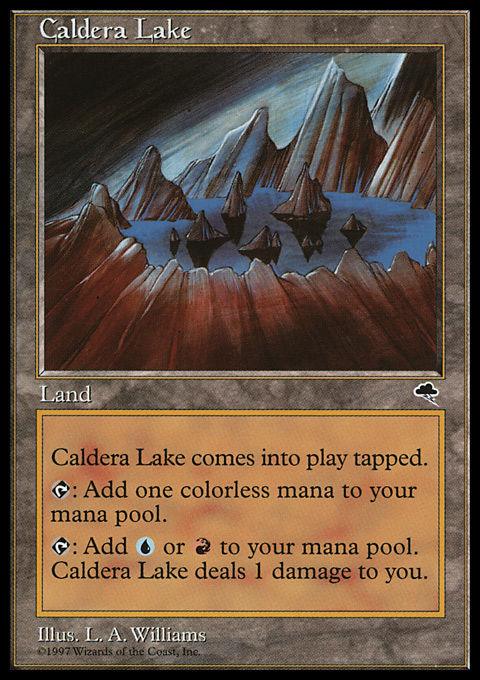 Caldera Lake
Land
Caldera Lake comes into play tapped.
: Add one colorless mana to your
mana pool.
: Add or to your mana pool.
Caldera Lake deals 1 damage to you.
Illus. L. A. Williams
©1997 Wizards of the Coast, Inc.